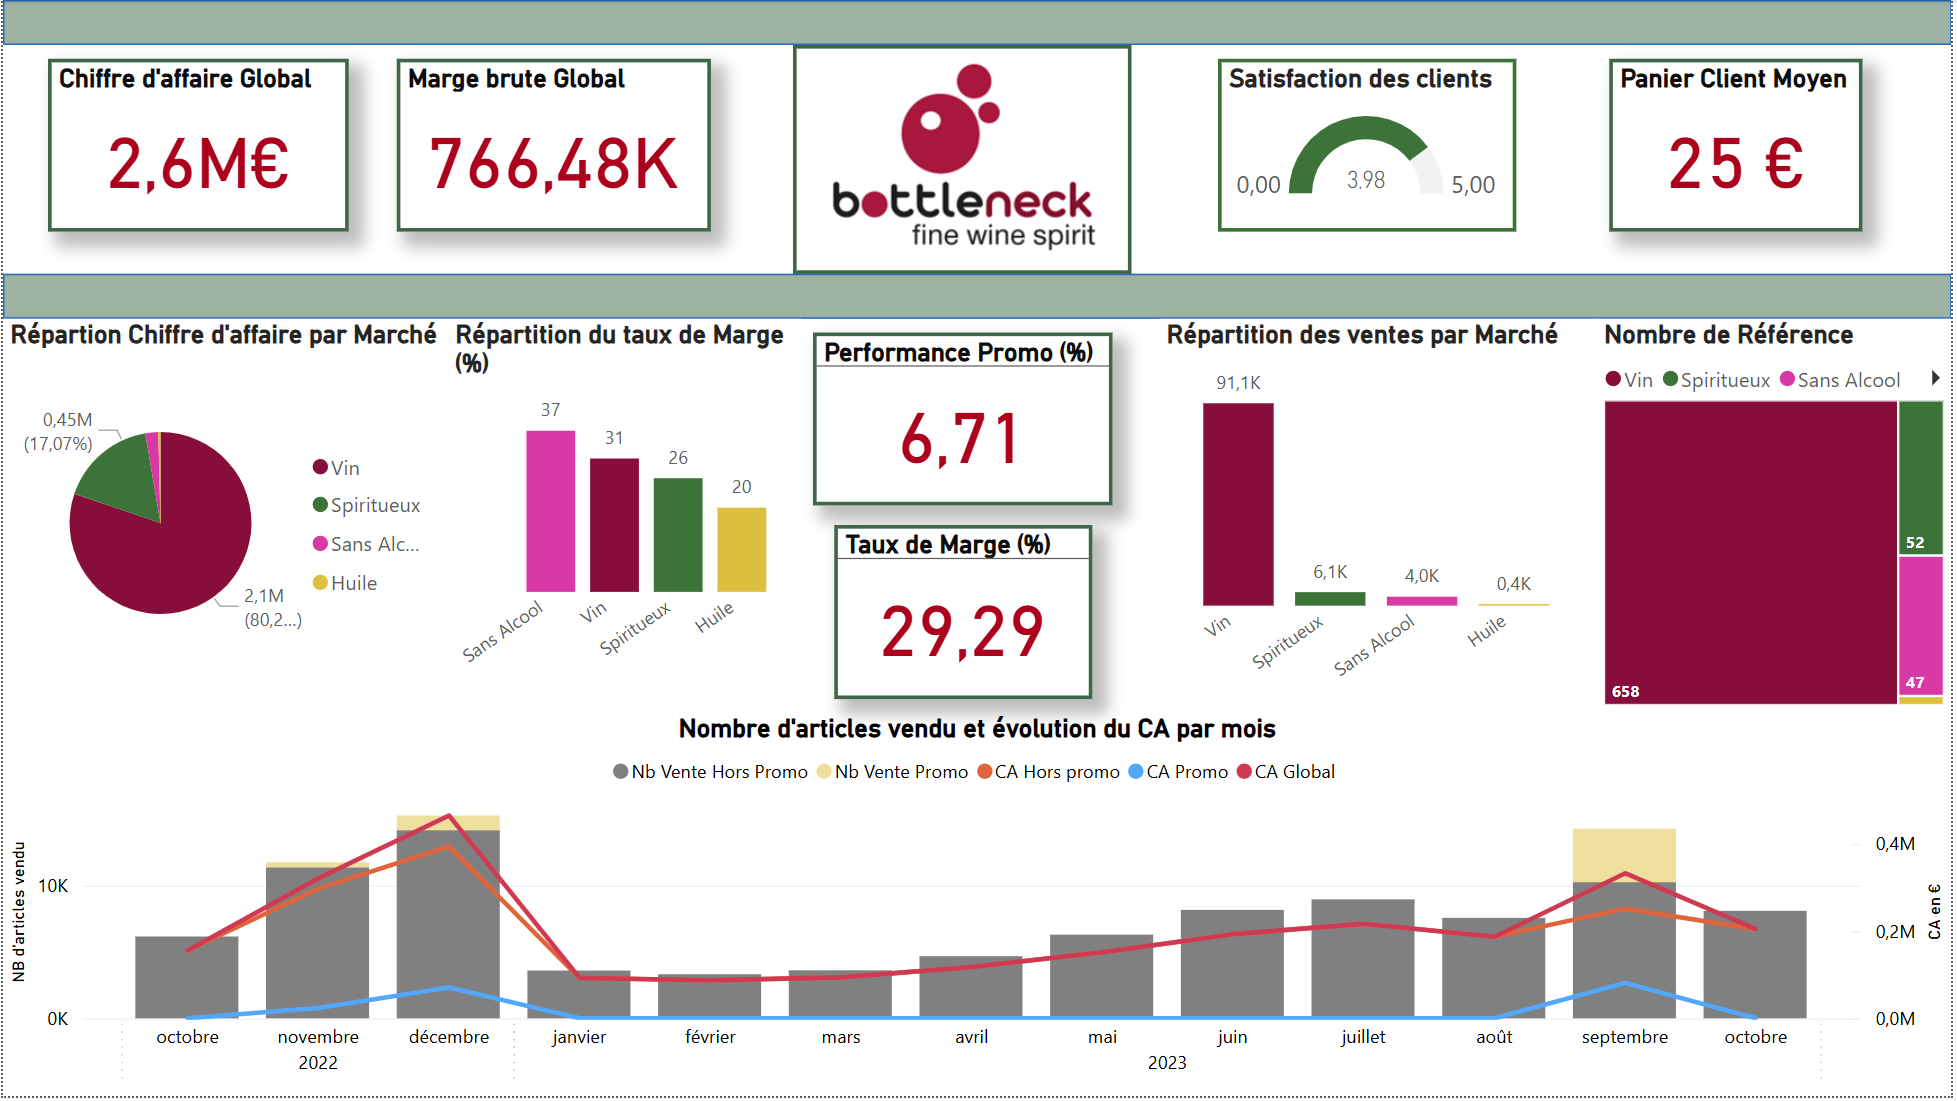 Chiffre d'affaire Global
2,6M€
Marge brute Global
766,48K
bottleneck
fine wine spirit
Satisfaction des clients
0,00
3,98
5,00
Panier Client Moyen
25 €
Répartion Chiffre d'affaire par Marché
0,45M
(17,07%)
2,1M
(80,2...)
Vin
Spiritueux
Sans Alc...
Huile
Répartition du taux de Marge
(%)
37
31
26
20
Sans Alcool
Vin
Spiritueux
Huile
Performance Promo (%)
6,71
Taux de Marge (%)
29,29
Répartition des ventes par Marché
91,1K
6,1K
4,0K
0,4K
Vin
Spiritueux
Sans Alcool
Huile
Nombre de Référence
Vin Spiritueux Sans Alcool
658
52
47
Nombre d'articles vendu et évolution du CA par mois
Nb Vente Hors Promo Nb Vente Promo CA Hors promo CA Promo CA Global
NB d'articles vendu
10K
0K
0,4M
0,2M
0,0M
CA en €
octobre novembre décembre janvier février mars avril mai juin juillet août septembre octobre
2022 2023